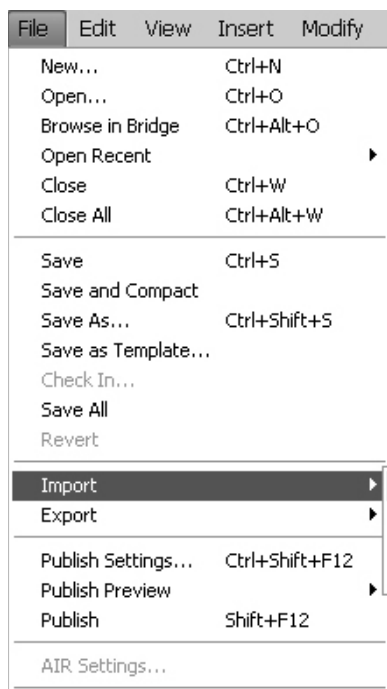 File Edit View Insert Modify
New... Ctrl+N
Open... Ctrl+O
Browse in Bridge Ctrl+Alt+O
Open Recent
Close Ctrl+W
Close All Ctrl+Alt+W
Save Ctrl+S
Save and Compact
Save As... Ctrl+Shift+S
Save as Template...
Check In...
Save All
Revert
Import
Export
Publish Settings... Ctrl+Shift+F12
Publish Preview
Publish Shift+F12
AIR Settings...